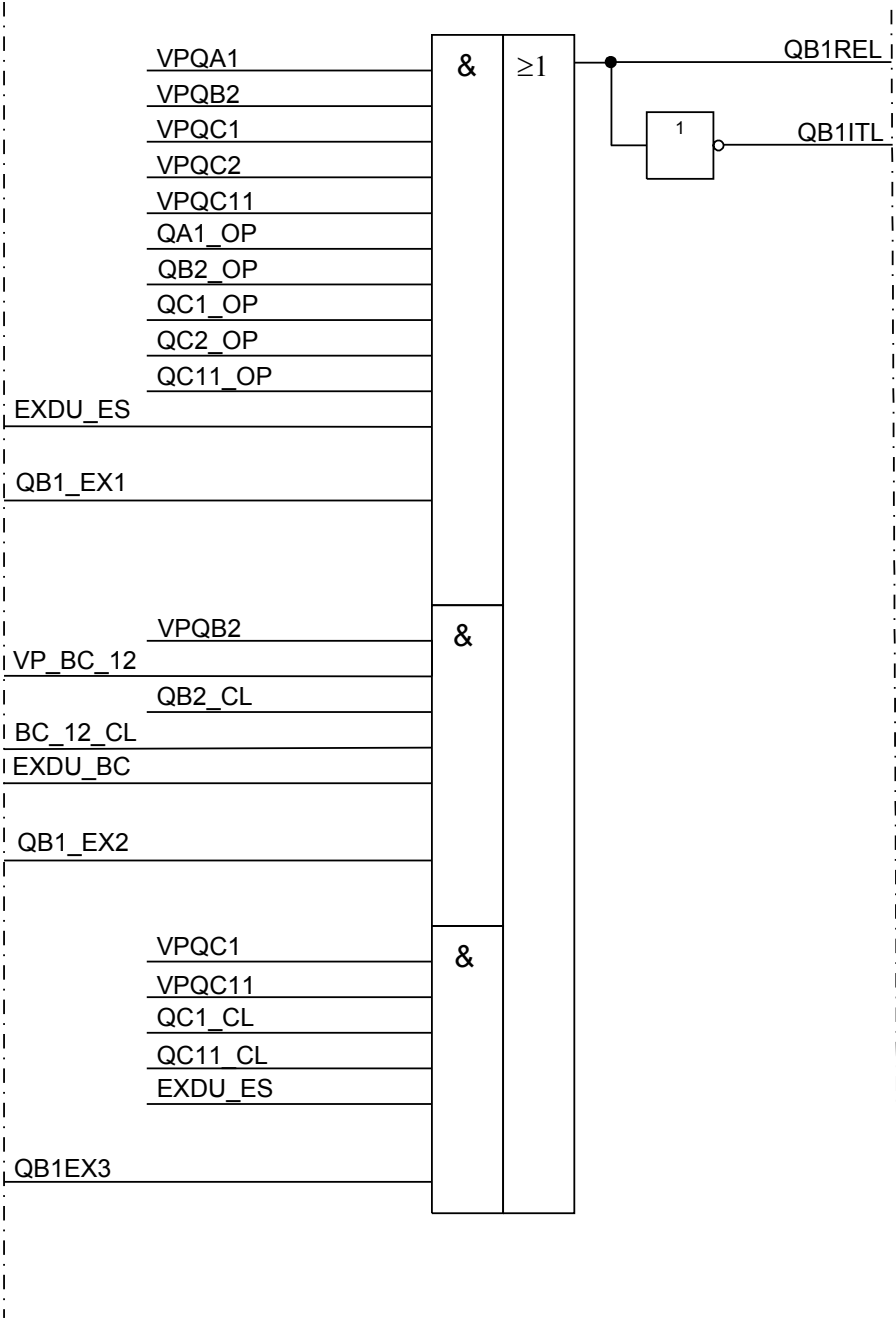 VPQA1
&
≥1
QB1REL
VPQB2
VPQC1
1
QB1ITL
VPQC2
VPQC11
QA1_OP
QB2_OP
QC1_OP
QC2_OP
QC11_OP
EXDU_ES
QB1_EX1
VPQB2
&
VP_BC_12
QB2_CL
BC_12_CL
EXDU_BC
QB1_EX2
VPQC1
&
VPQC11
QC1_CL
QC11_CL
EXDU_ES
QB1EX3